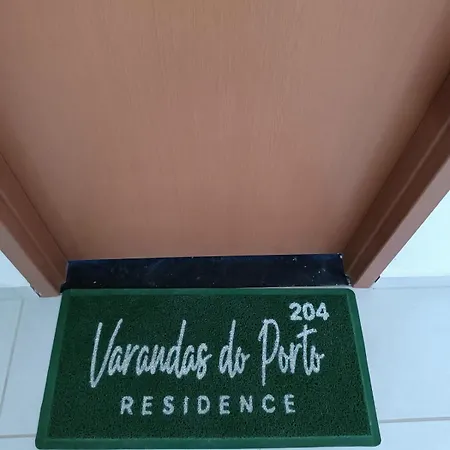 204
Varandas do Porto
RESIDENCE